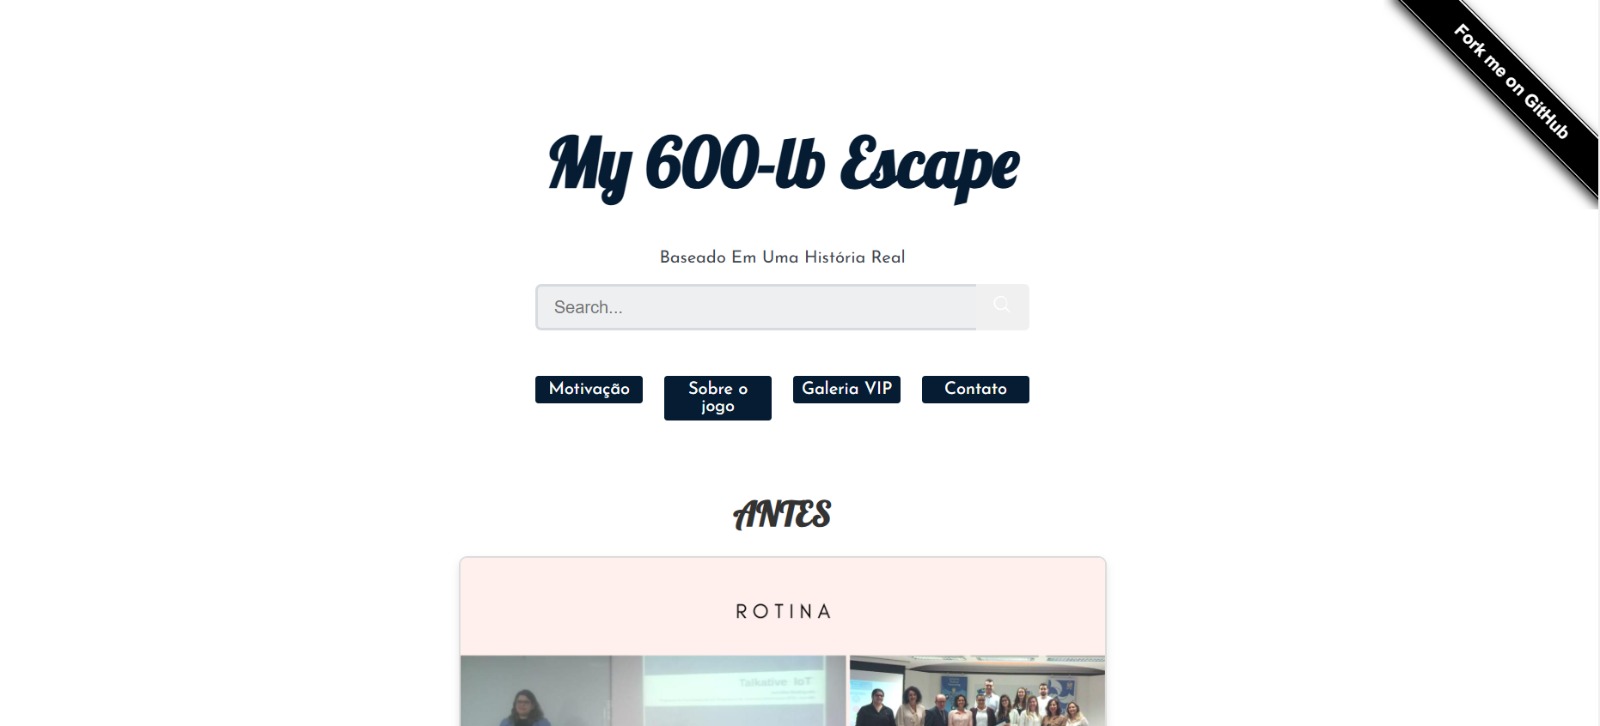 Fork me on GitHub
My 600-lb Escape
Baseado Em Uma História Real
Search...
Motivação
Sobre o
jogo
Galeria VIP
Contato
ANTES
ROTINA
Talkative IoT